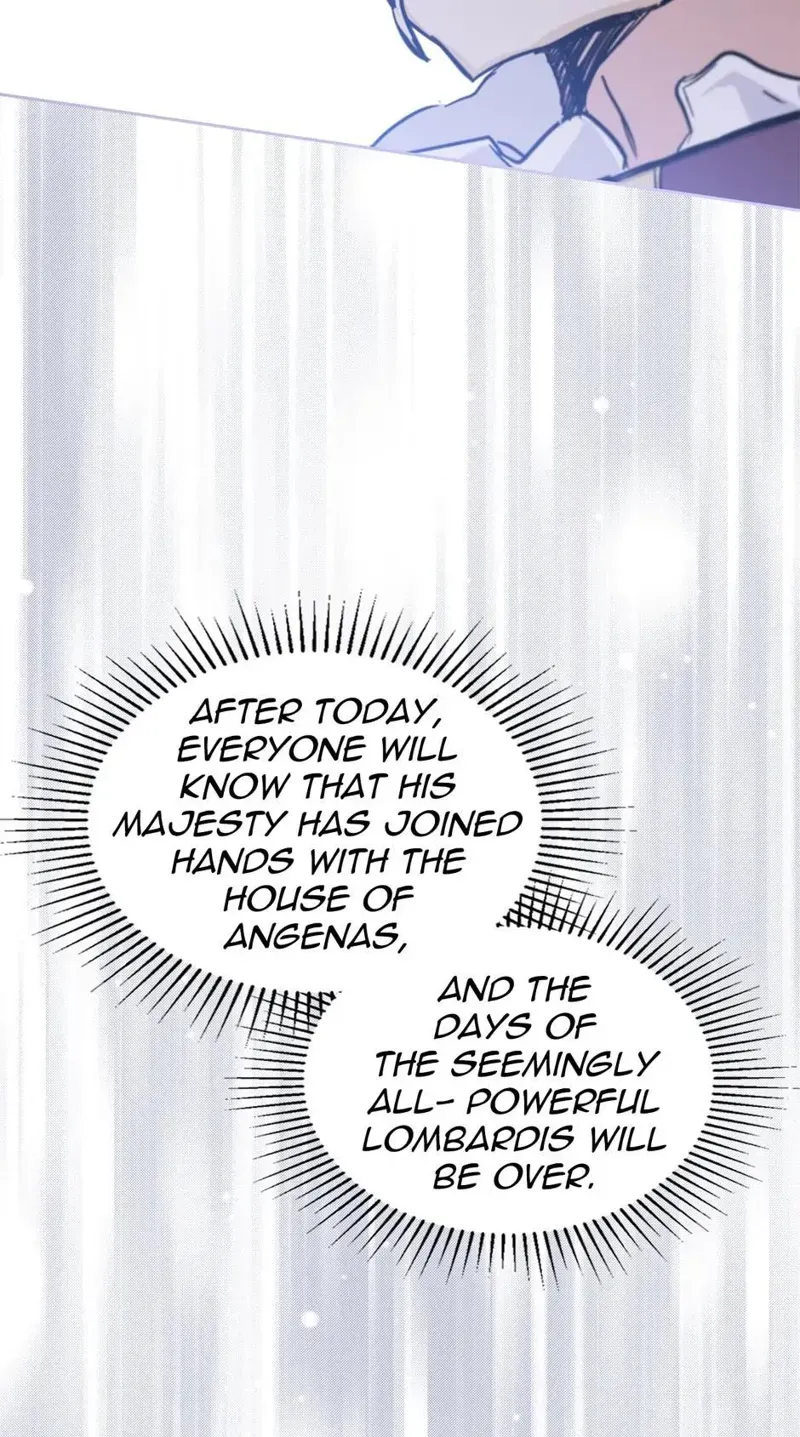 AFTER TODAY,
EVERYONE WILL
KNOW THAT HIS
MAJESTY HAS JOINED
HANDS WITH THE
HOUSE OF
ANGENAS,
AND THE
DAYS OF
THE SEEMINGLY
ALL- POWERFUL
LOMBARDIS WILL
BE OVER.